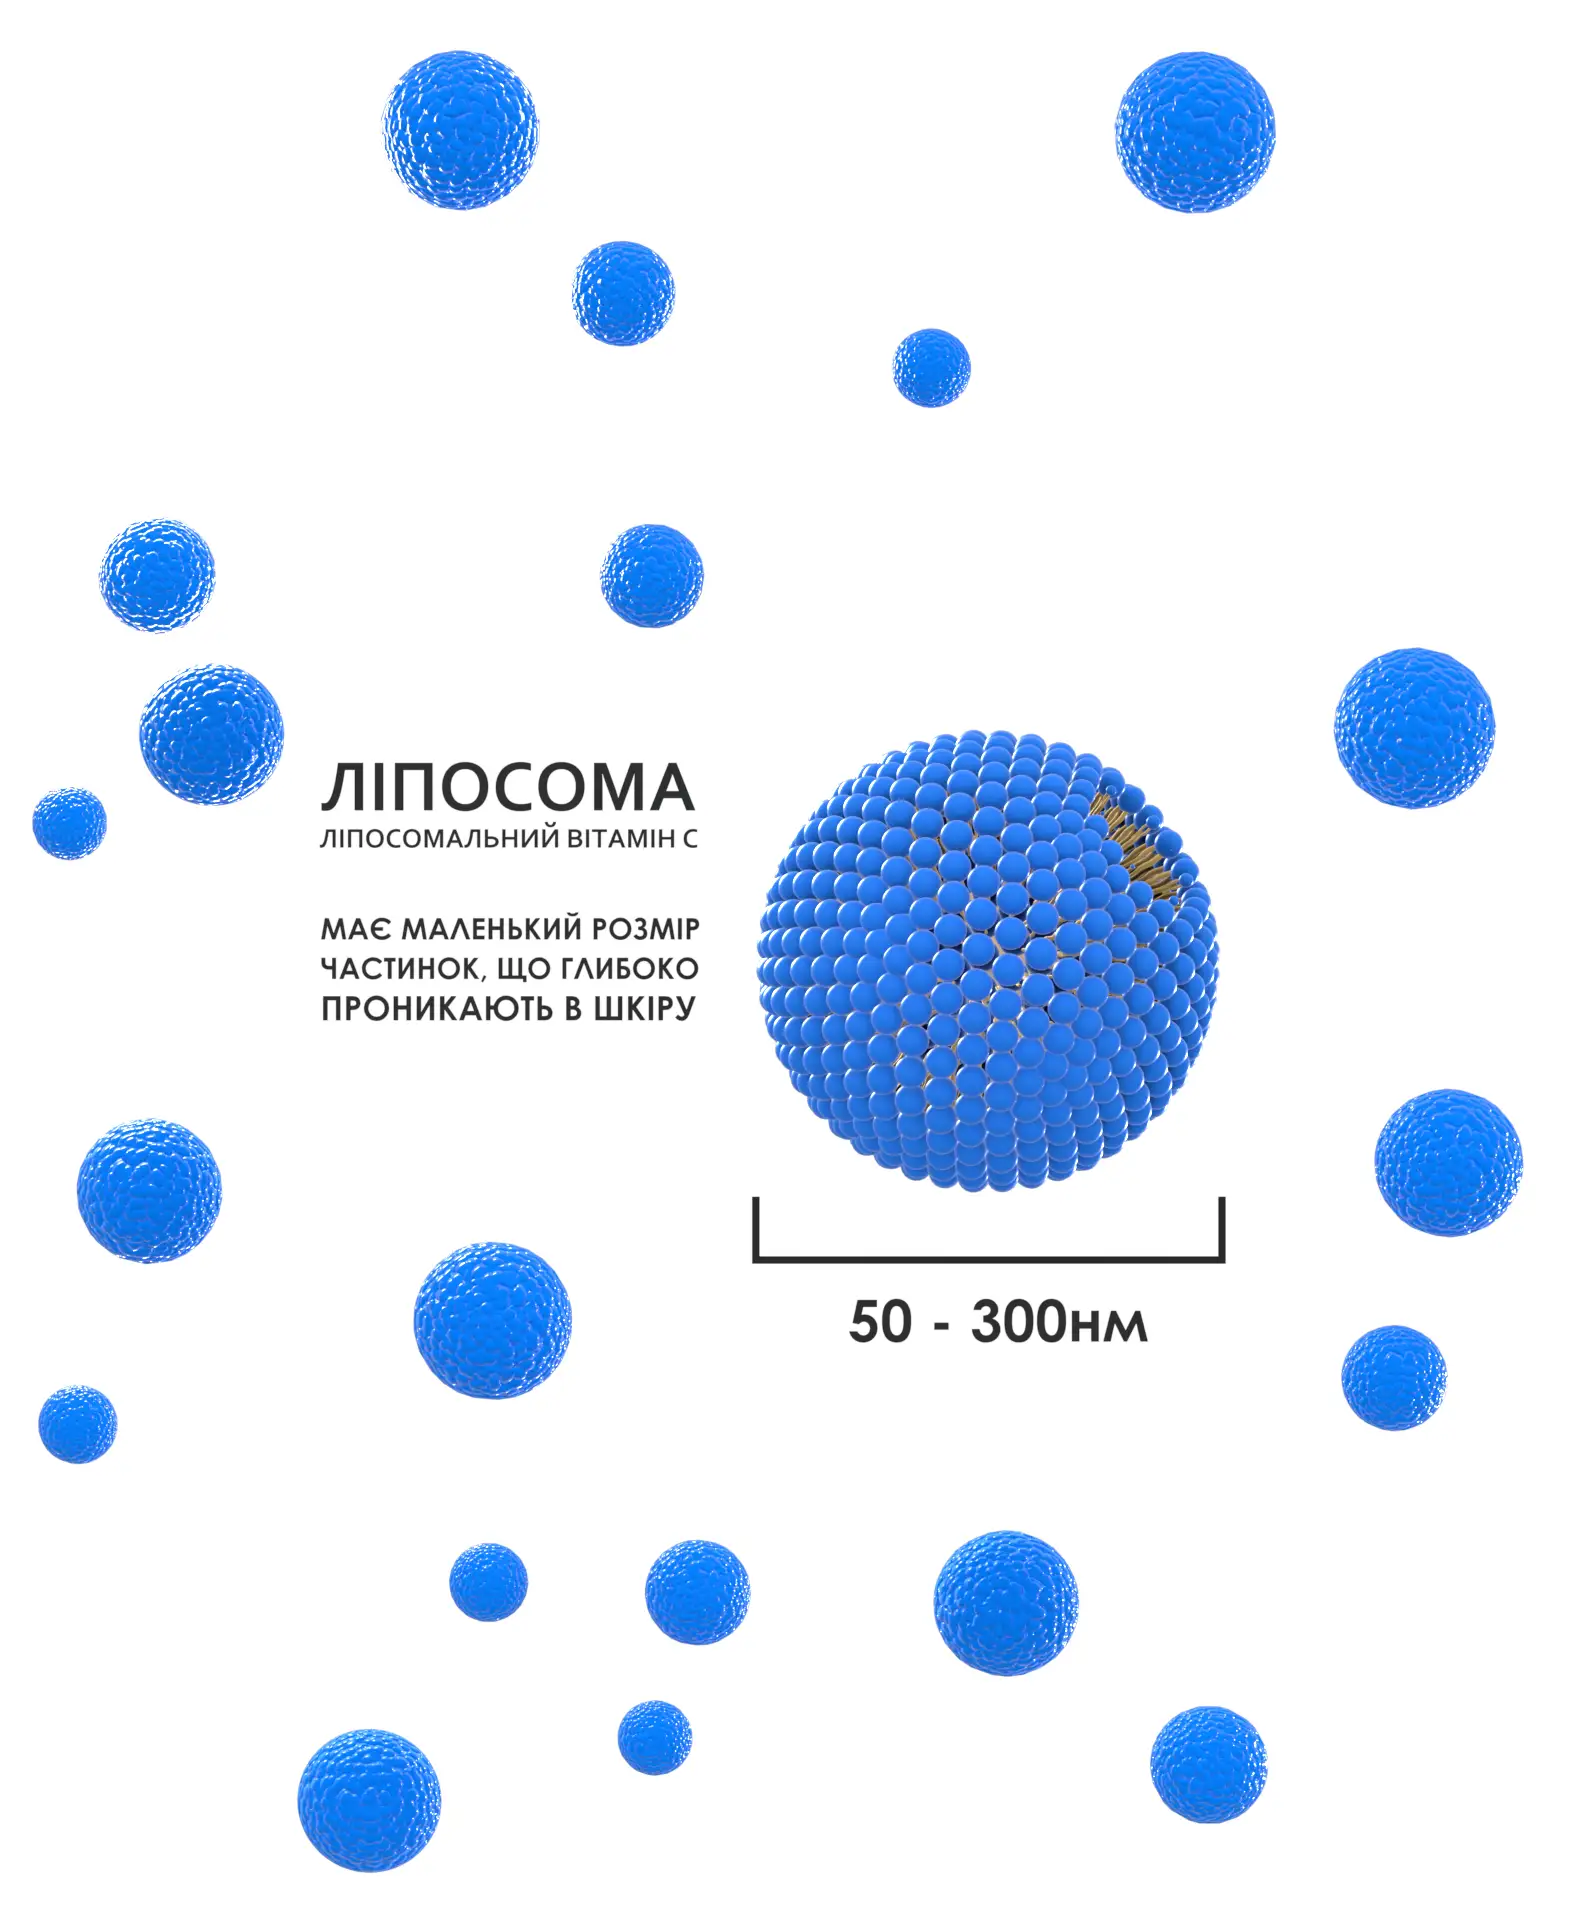 ЛІПОСОМА
ЛІПОСОМАЛЬНИЙ ВІТАМІН С
МАЄ МАЛЕНЬКИЙ РОЗМІР
ЧАСТИНОК, ЩО ГЛИБОКО
ПРОНИКАЮТЬ В ШКІРУ
50 - 300нм